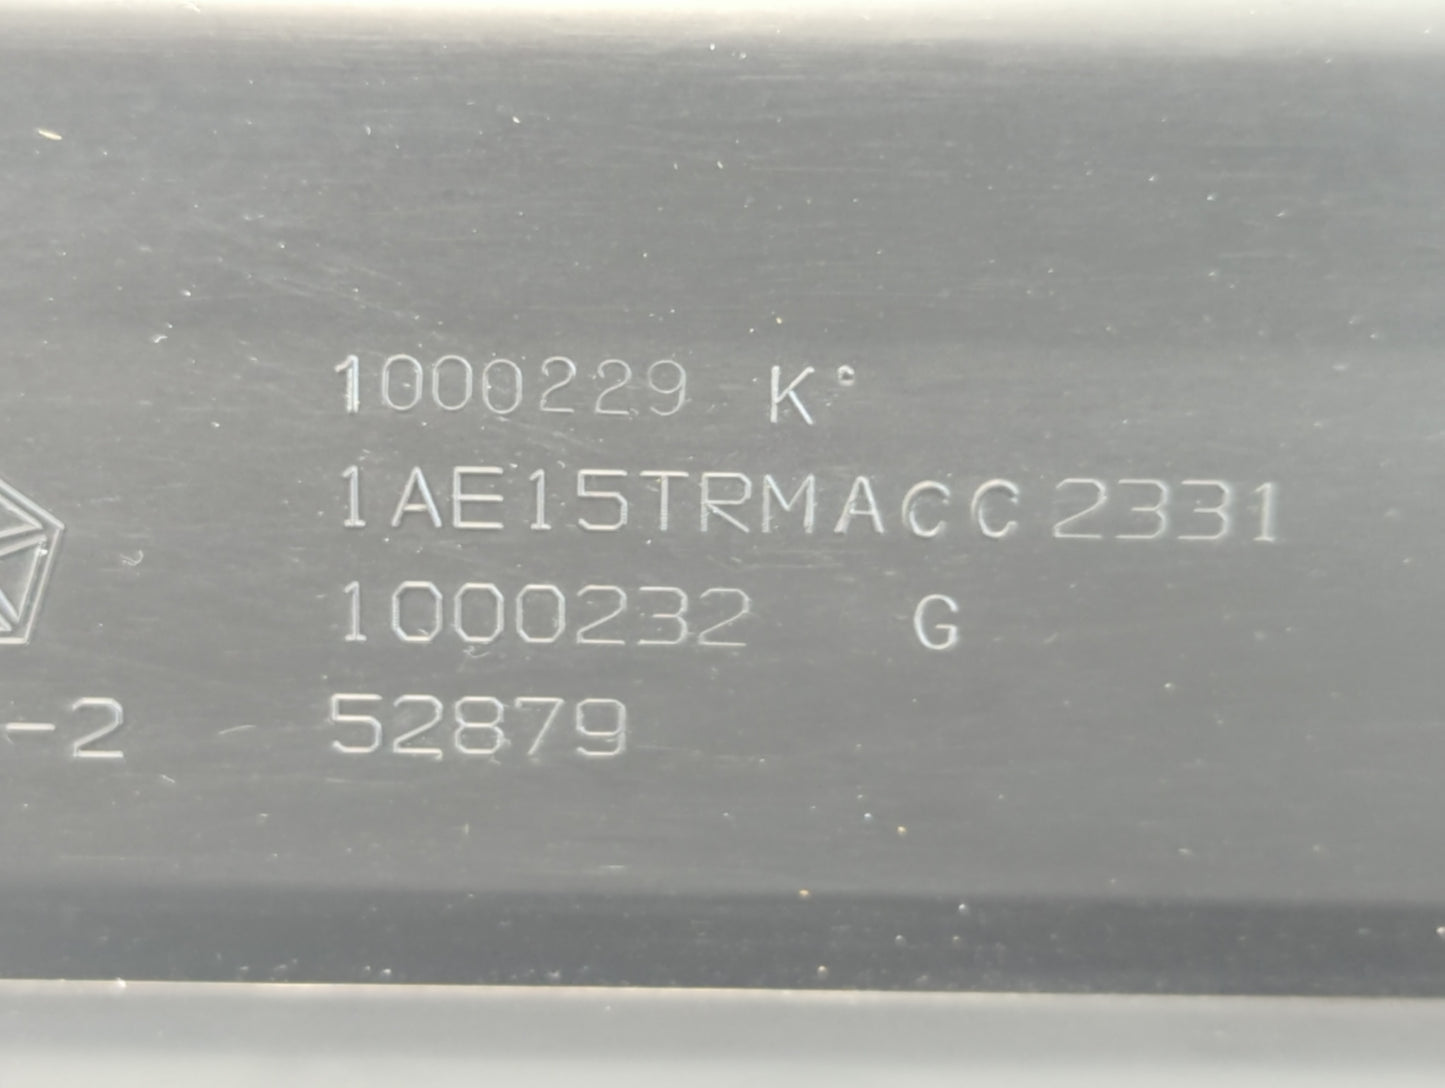 1000229 K°
1AE15TRMACC2331
1000232 G
-2 52879